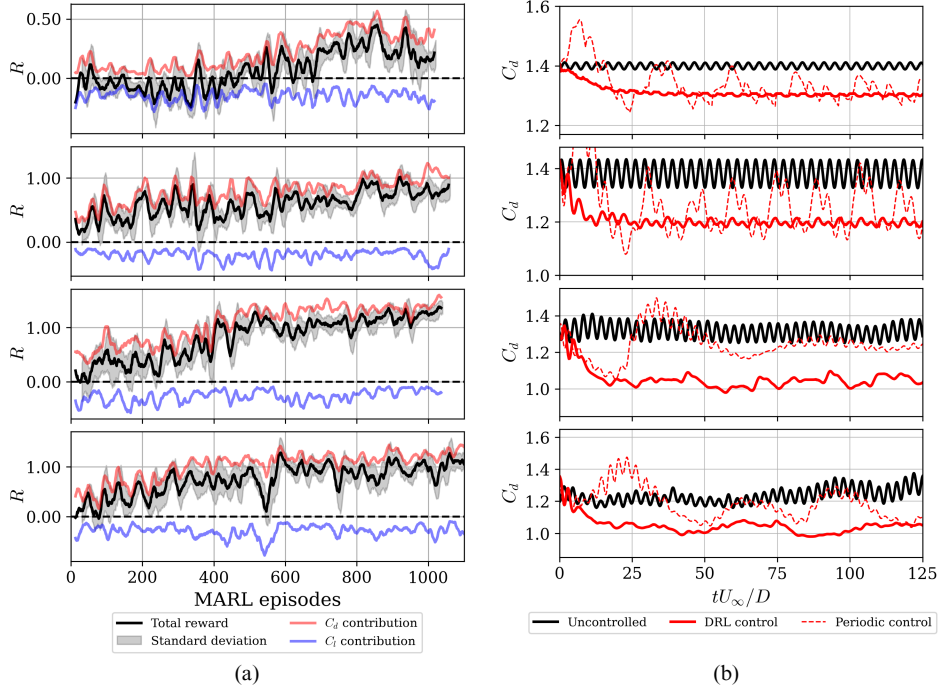 0.50
0.00
R
1.00
0.00
R
1.00
0.00
R
1.00
0.00
R
0 200 400 600 800 1000
MARL episodes
Total reward
Standard deviation
C_d contribution
C_l contribution
(a)
1.6
1.4
1.2
C_d
1.4
1.2
1.0
C_d
1.4
1.2
1.0
C_d
1.6
1.4
1.2
1.0
C_d
0 25 50 75 100 125
tU_∞/D
Uncontrolled DRL control Periodic control
(b)